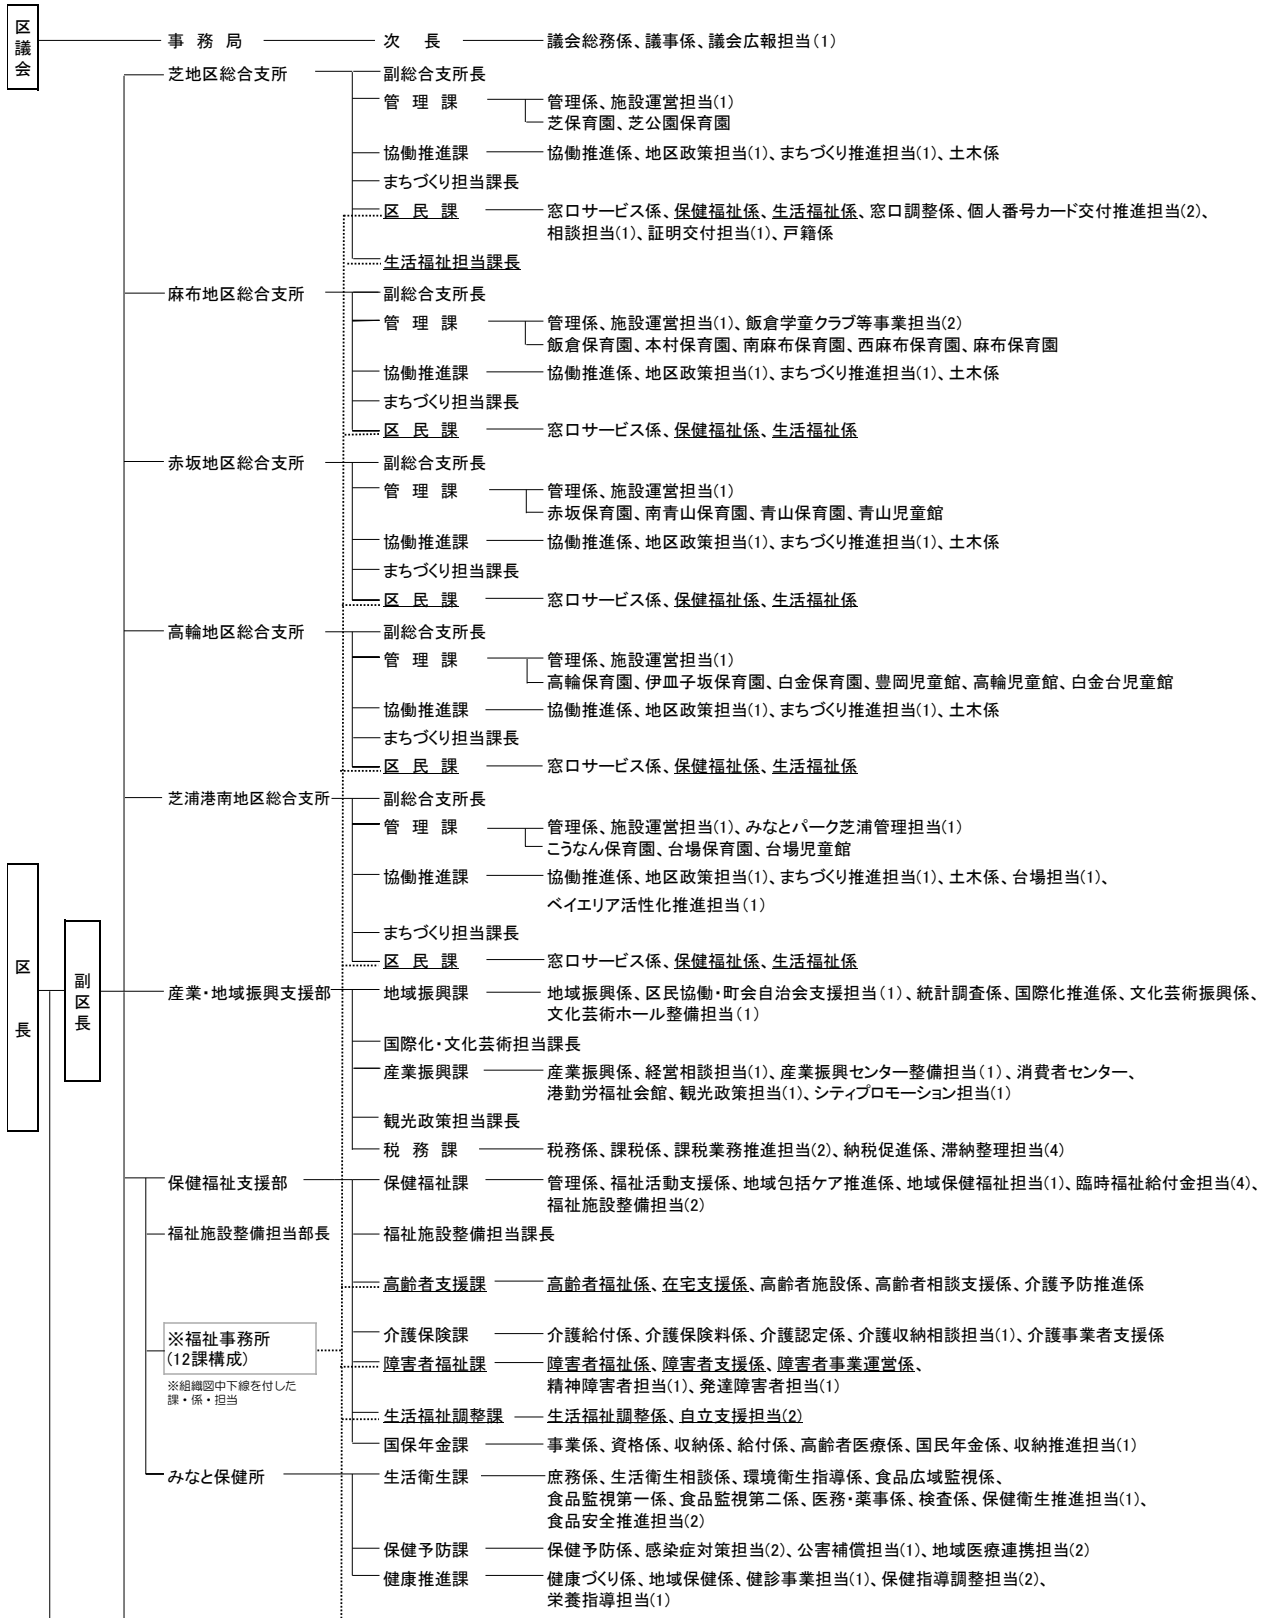 区議会
事 務 局 次 長 議会総務係、議事係、議会広報担当(1)
芝地区総合支所 副総合支所長
管 理 課 管理係、施設運営担当(1)
芝保育園、芝公園保育園
協働推進課 協働推進係、地区政策担当(1)、まちづくり推進担当(1)、土木係
まちづくり担当課長
区 民 課 窓口サービス係、保健福祉係、生活福祉係、窓口調整係、個人番号カード交付推進担当(2)、
相談担当(1)、証明交付担当(1)、戸籍係
生活福祉担当課長
麻布地区総合支所 副総合支所長
管 理 課 管理係、施設運営担当(1)、飯倉学童クラブ等事業担当(2)
飯倉保育園、本村保育園、南麻布保育園、西麻布保育園、麻布保育園
協働推進課 協働推進係、地区政策担当(1)、まちづくり推進担当(1)、土木係
まちづくり担当課長
区 民 課 窓口サービス係、保健福祉係、生活福祉係
赤坂地区総合支所 副総合支所長
管 理 課 管理係、施設運営担当(1)
赤坂保育園、南青山保育園、青山保育園、青山児童館
協働推進課 協働推進係、地区政策担当(1)、まちづくり推進担当(1)、土木係
まちづくり担当課長
区 民 課 窓口サービス係、保健福祉係、生活福祉係
高輪地区総合支所 副総合支所長
管 理 課 管理係、施設運営担当(1)
高輪保育園、伊皿子坂保育園、白金保育園、豊岡児童館、高輪児童館、白金台児童館
協働推進課 協働推進係、地区政策担当(1)、まちづくり推進担当(1)、土木係
まちづくり担当課長
区 民 課 窓口サービス係、保健福祉係、生活福祉係
芝浦港南地区総合支所 副総合支所長
管 理 課 管理係、施設運営担当(1)、みなとパーク芝浦管理担当(1)
こうなん保育園、台場保育園、台場児童館
協働推進課 協働推進係、地区政策担当(1)、まちづくり推進担当(1)、土木係、台場担当(1)、
ベイエリア活性化推進担当(1)
まちづくり担当課長
区 民 課 窓口サービス係、保健福祉係、生活福祉係
区 長
副区長
産業・地域振興支援部 地域振興課 地域振興係、区民協働・町会自治会支援担当(1)、統計調査係、国際化推進係、文化芸術振興係、
文化芸術ホール整備担当(1)
国際化・文化芸術担当課長
産業振興課 産業振興係、経営相談担当(1)、産業振興センター整備担当(1)、消費者センター、
港勤労福祉会館、観光政策担当(1)、シティプロモーション担当(1)
観光政策担当課長
税 務 課 税務係、課税係、課税業務推進担当(2)、納税促進係、滞納整理担当(4)
保健福祉支援部 保健福祉課 管理係、福祉活動支援係、地域包括ケア推進係、地域保健福祉担当(1)、臨時福祉給付金担当(4)、
福祉施設整備担当(2)
福祉施設整備担当部長 福祉施設整備担当課長
高齢者支援課 高齢者福祉係、在宅支援係、高齢者施設係、高齢者相談支援係、介護予防推進係
※福祉事務所
(12課構成)
※組織図中下線を付した
課・係・担当
介護保険課 介護給付係、介護保険料係、介護認定係、介護収納相談担当(1)、介護事業者支援係
障害者福祉課 障害者福祉係、障害者支援係、障害者事業運営係、
精神障害者担当(1)、発達障害者担当(1)
生活福祉調整課 生活福祉調整係、自立支援担当(2)
国保年金課 事業係、資格係、収納係、給付係、高齢者医療係、国民年金係、収納推進担当(1)
みなと保健所 生活衛生課 庶務係、生活衛生相談係、環境衛生指導係、食品広域監視係、
食品監視第一係、食品監視第二係、医務・薬事係、検査係、保健衛生推進担当(1)、
食品安全推進担当(2)
保健予防課 保健予防係、感染症対策担当(2)、公害補償担当(1)、地域医療連携担当(2)
健康推進課 健康づくり係、地域保健係、健診事業担当(1)、保健指導調整担当(2)、
栄養指導担当(1)